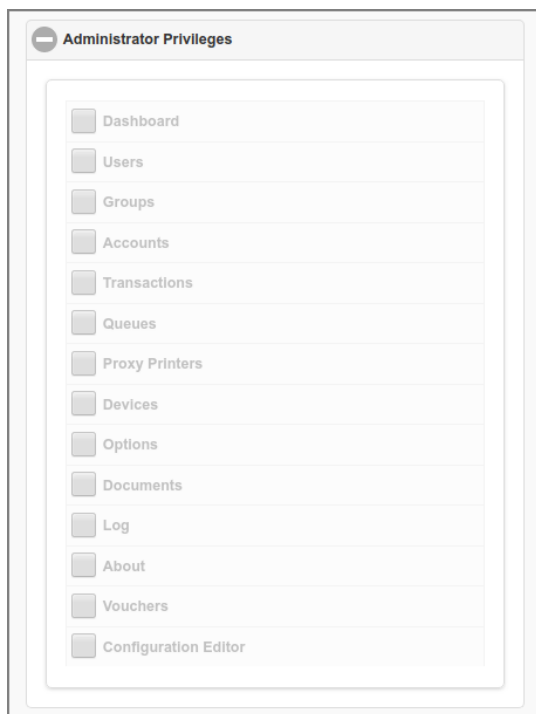 Administrator Privileges
Dashboard
Users
Groups
Accounts
Transactions
Queues
Proxy Printers
Devices
Options
Documents
Log
About
Vouchers
Configuration Editor